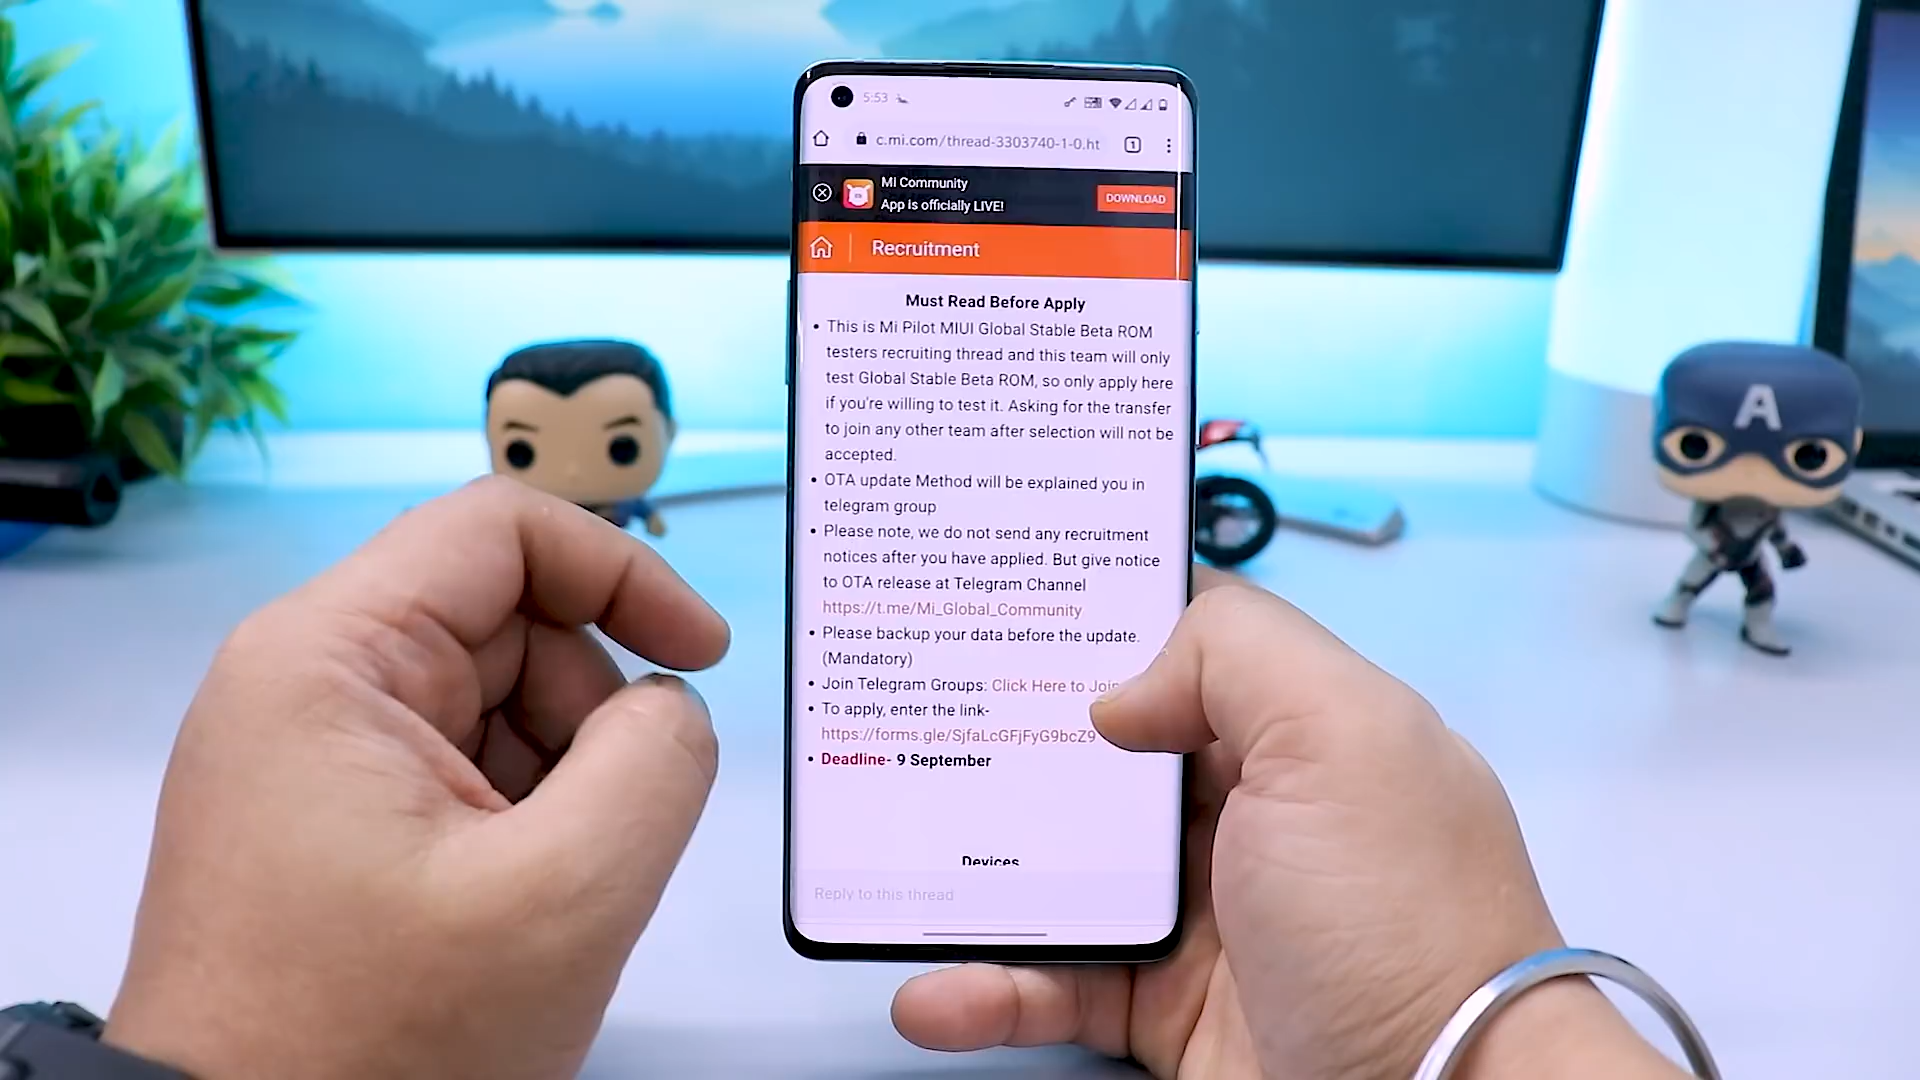 5:53
c.mi.com/thread-3303740-1-0.ht
1
Mi Community
App is officially LIVE!
DOWNLOAD
Recruitment
Must Read Before Apply
• This is Mi Pilot MIUI Global Stable Beta ROM
testers recruiting thread and this team will only
test Global Stable Beta ROM, so only apply here
if you're willing to test it. Asking for the transfer
to join any other team after selection will not be
accepted.
• OTA update Method will be explained you in
telegram group
• Please note, we do not send any recruitment
notices after you have applied. But give notice
to OTA release at Telegram Channel
https://t.me/Mi_Global_Community
• Please backup your data before the update.
(Mandatory)
• Join Telegram Groups: Click Here to Join
• To apply, enter the link-
https://forms.gle/SjfaLcGFjFyG9bcZ9
• Deadline- 9 September
Devices
Reply to this thread
A